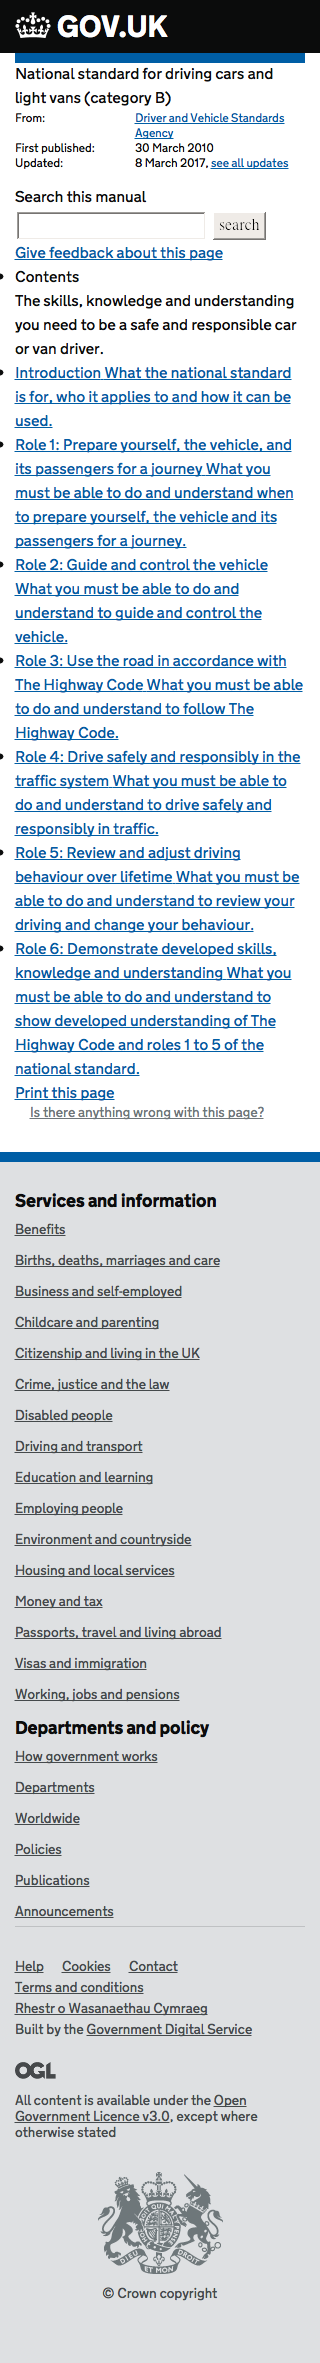 GOV.UK
National standard for driving cars and
light vans (category B)
From: Driver and Vehicle Standards
Agency
First published: 30 March 2010
Updated: 8 March 2017, see all updates
Search this manual
search
Give feedback about this page
Contents
The skills, knowledge and understanding
you need to be a safe and responsible car
or van driver.
Introduction What the national standard
is for, who it applies to and how it can be
used.
Role 1: Prepare yourself, the vehicle, and
its passengers for a journey What you
must be able to do and understand when
to prepare yourself, the vehicle and its
passengers for a journey.
Role 2: Guide and control the vehicle
What you must be able to do and
understand to guide and control the
vehicle.
Role 3: Use the road in accordance with
The Highway Code What you must be able
to do and understand to follow The
Highway Code.
Role 4: Drive safely and responsibly in the
traffic system What you must be able to
do and understand to drive safely and
responsibly in traffic.
Role 5: Review and adjust driving
behaviour over lifetime What you must be
able to do and understand to review your
driving and change your behaviour.
Role 6: Demonstrate developed skills,
knowledge and understanding What you
must be able to do and understand to
show developed understanding of The
Highway Code and roles 1 to 5 of the
national standard.
Print this page
Is there anything wrong with this page?
Services and information
Benefits
Births, deaths, marriages and care
Business and self-employed
Childcare and parenting
Citizenship and living in the UK
Crime, justice and the law
Disabled people
Driving and transport
Education and learning
Employing people
Environment and countryside
Housing and local services
Money and tax
Passports, travel and living abroad
Visas and immigration
Working, jobs and pensions
Departments and policy
How government works
Departments
Worldwide
Policies
Publications
Announcements
Help Cookies Contact
Terms and conditions
Rhestr o Wasanaethau Cymraeg
Built by the Government Digital Service
OGL
All content is available under the Open
Government Licence v3.0, except where
otherwise stated
DIEU ET MON DROIT
© Crown copyright